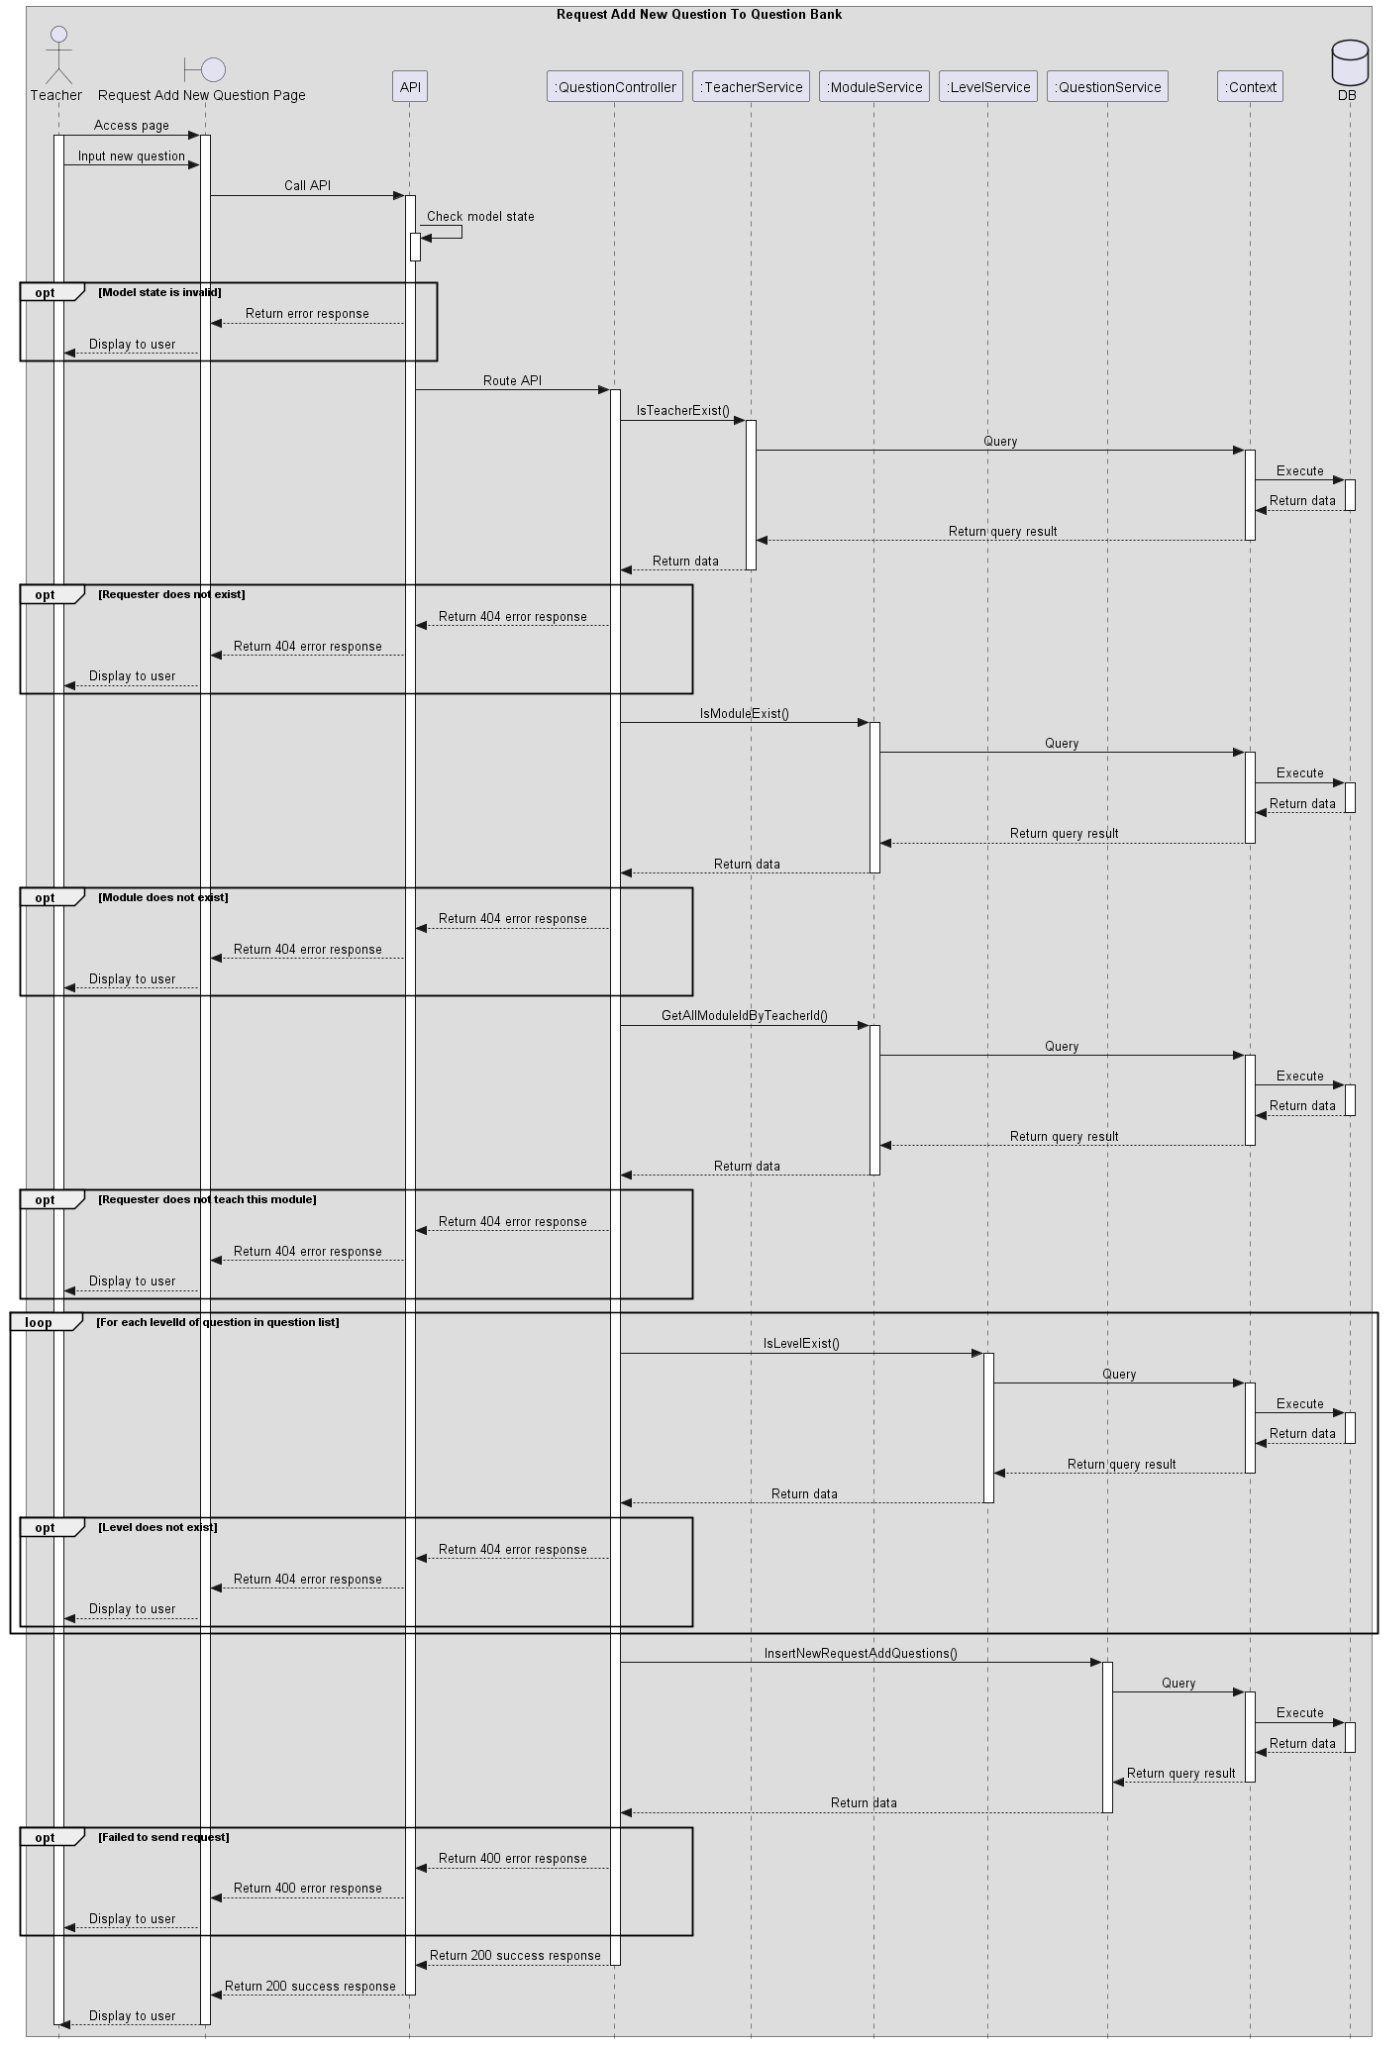 Request Add New Question To Question Bank
Teacher
Request Add New Question Page
API
:QuestionController
:TeacherService
:ModuleService
:LevelService
:QuestionService
:Context
DB
Access page
Input new question
Call API
Check model state
opt [Model state is invalid]
Return error response
Display to user
Route API
IsTeacherExist()
Query
Execute
Return data
Return query result
Return data
opt [Requester does not exist]
Return 404 error response
Return 404 error response
Display to user
IsModuleExist()
Query
Execute
Return data
Return query result
Return data
opt [Module does not exist]
Return 404 error response
Return 404 error response
Display to user
GetAllModuleIdByTeacherId()
Query
Execute
Return data
Return query result
Return data
opt [Requester does not teach this module]
Return 404 error response
Return 404 error response
Display to user
loop [For each levelId of question in question list]
IsLevelExist()
Query
Execute
Return data
Return query result
Return data
opt [Level does not exist]
Return 404 error response
Return 404 error response
Display to user
InsertNewRequestAddQuestions()
Query
Execute
Return data
Return query result
Return data
opt [Failed to send request]
Return 400 error response
Return 400 error response
Display to user
Return 200 success response
Return 200 success response
Display to user